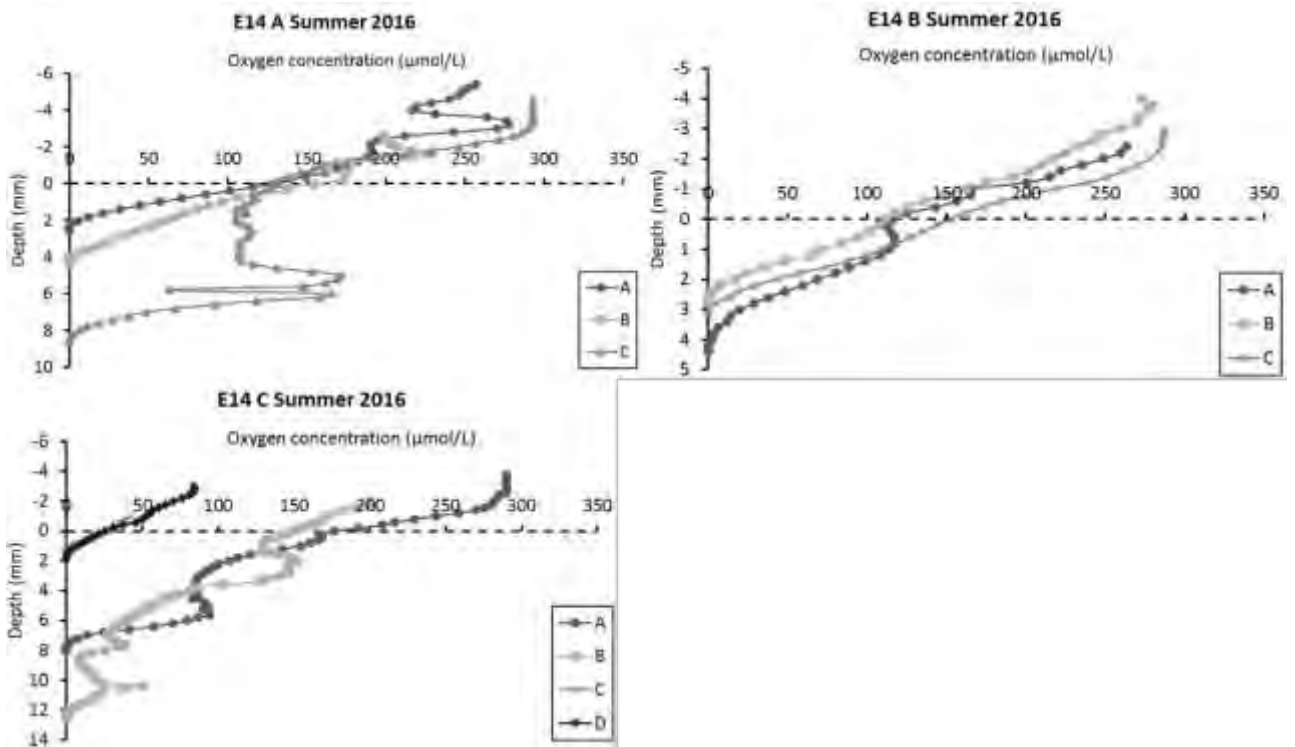 E14 A Summer 2016
Oxygen concentration (µmol/L)
-6
-4
-2
0 50 100 150 200 250 300 350
0
2
4
6
8
10
Depth (mm)
A
B
C
E14 B Summer 2016
Oxygen concentration (µmol/L)
-5
-4
-3
-2
-1
0 50 100 150 200 250 300 350
0
1
2
3
4
5
Depth (mm)
A
B
C
E14 C Summer 2016
Oxygen concentration (µmol/L)
-6
-4
-2
0 50 100 150 200 250 300 350
0
2
4
6
8
10
12
14
Depth (mm)
A
B
C
D